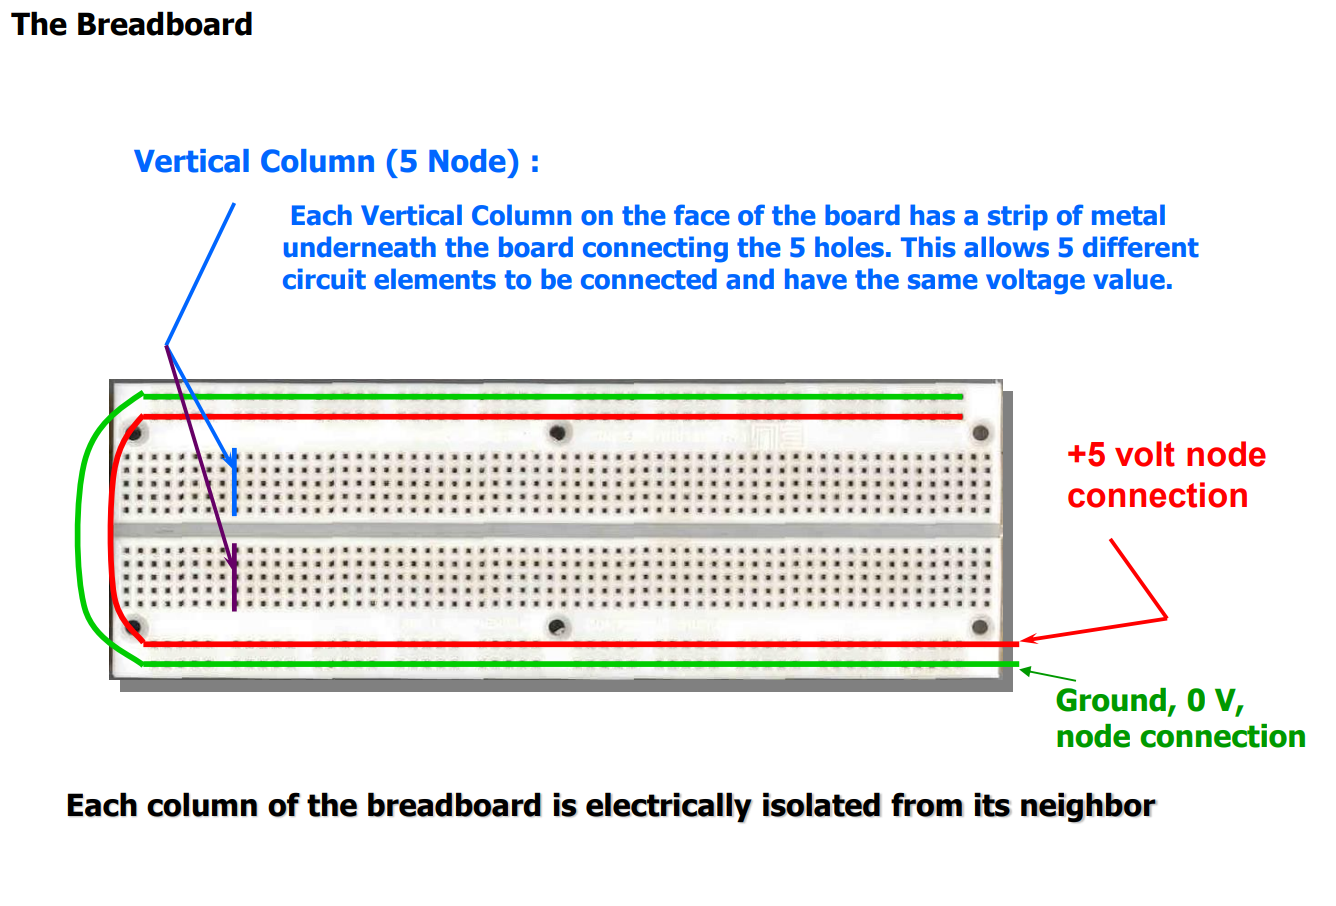 The Breadboard
Vertical Column (5 Node) :
Each Vertical Column on the face of the board has a strip of metal
underneath the board connecting the 5 holes. This allows 5 different
circuit elements to be connected and have the same voltage value.
+5 volt node
connection
Ground, 0 V,
node connection
Each column of the breadboard is electrically isolated from its neighbor